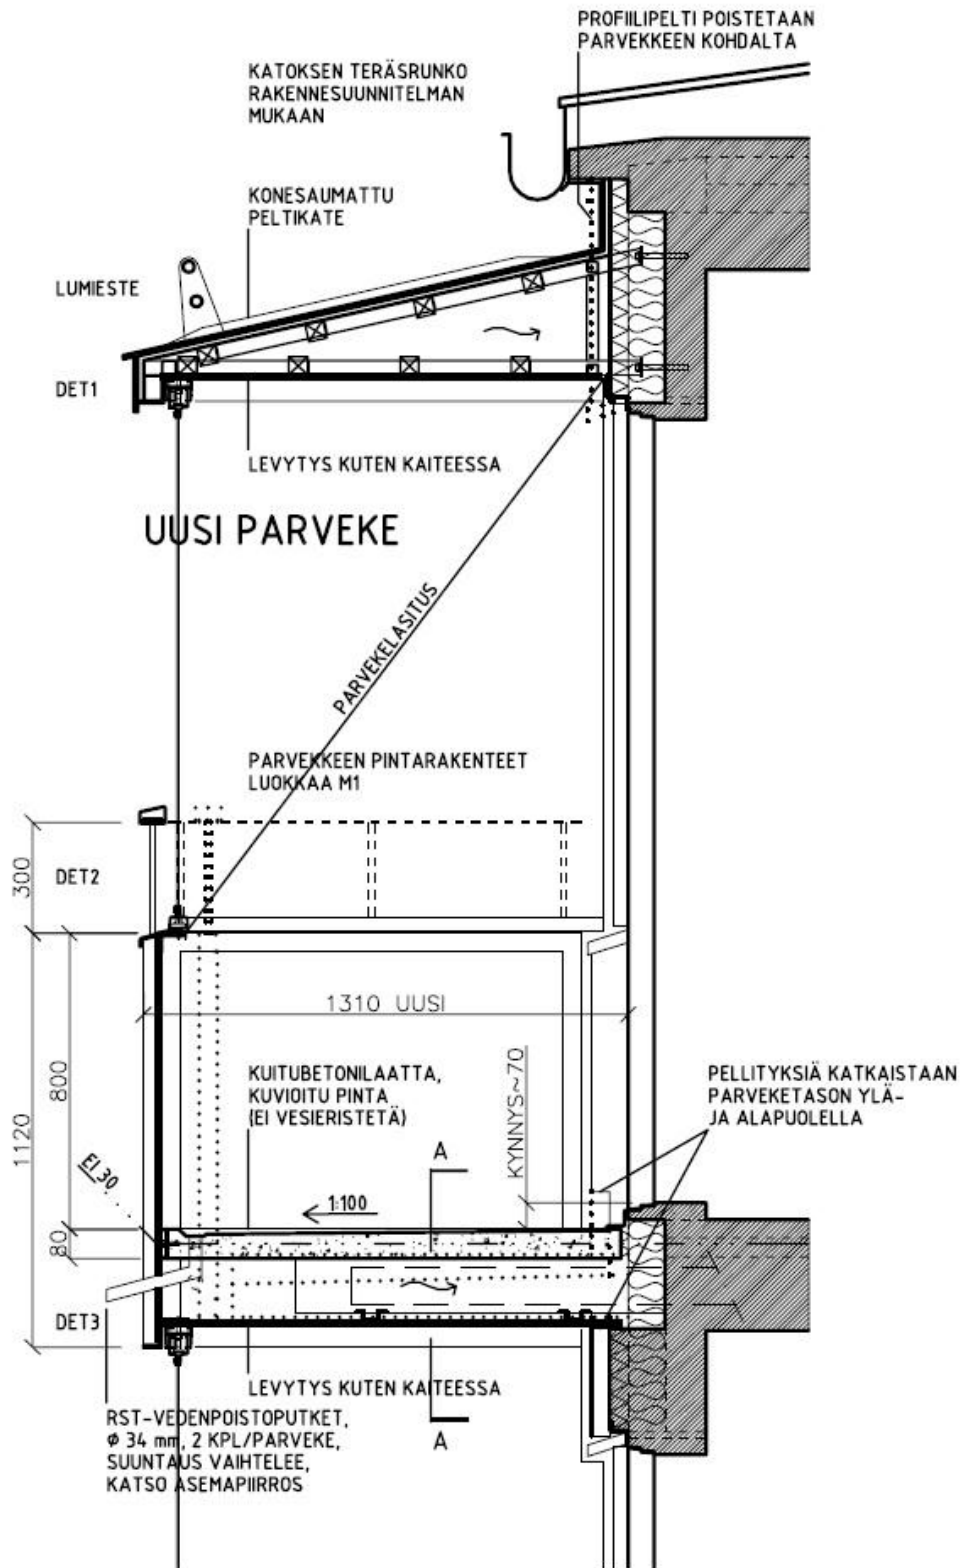 PROFIILIPELTI POISTETAAN
PARVEKKEEN KOHDALTA
KATOKSEN TERÄSRUNKO
RAKENNESUUNNITELMAN
MUKAAN
KONESAUMATTU
PELTIKATE
LUMIESTE
DET1
LEVYTYS KUTEN KAITEESSA
UUSI PARVEKE
PARVEKELASITUS
PARVEKKEEN PINTARAKENTEET
LUOKKAA M1
300
DET2
1310 UUSI
KUITUBETONILAATTA,
KUVIOITU PINTA
(EI VESIERISTETÄ)
KYNNYS~70
PELLITYKSIÄ KATKAISTAAN
PARVEKETASON YLÄ-
JA ALAPUOLELLA
800
1120
EI 30
A
1:100
80
DET3
LEVYTYS KUTEN KAITEESSA
A
RST-VEDENPOISTOPUTKET,
Ø 34 mm, 2 KPL/PARVEKE,
SUUNTAUS VAIHTELEE,
KATSO ASEMAPIIRROS